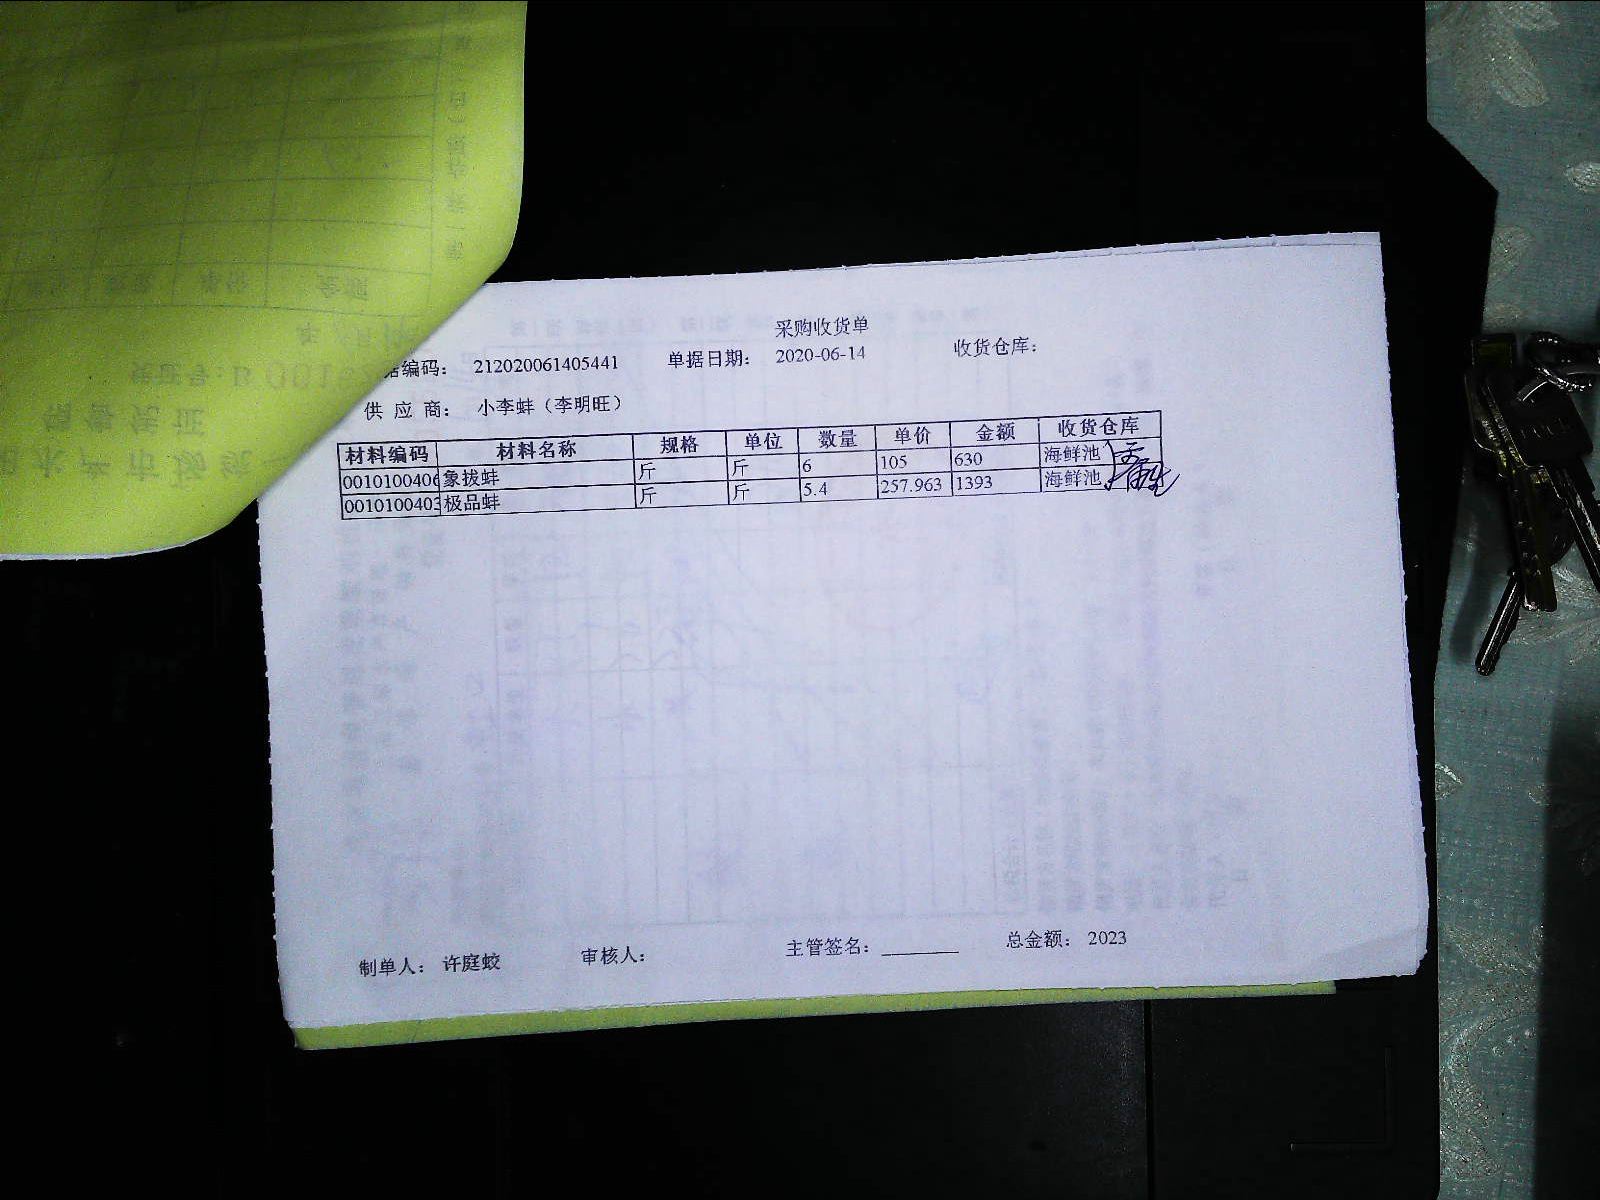 采购收货单
据编码： 212020061405441 单据日期： 2020-06-14 收货仓库：
供 应 商： 小李蚌（李明旺）
材料编码 材料名称 规格 单位 数量 单价 金额 收货仓库
0010100406 象拔蚌 斤 斤 6 105 630 海鲜池
0010100403 极品蚌 斤 斤 5.4 257.963 1393 海鲜池
制单人： 许庭蛟 审核人： 主管签名： 总金额： 2023